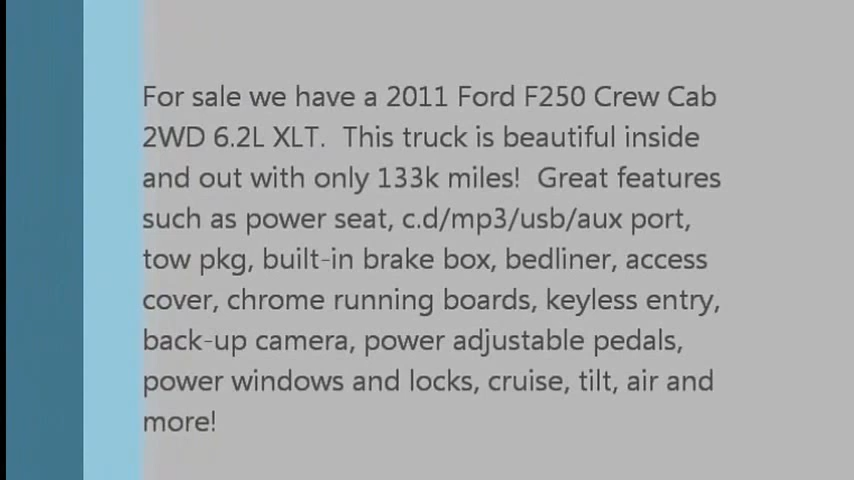 For sale we have a 2011 Ford F250 Crew Cab
2WD 6.2L XLT.  This truck is beautiful inside
and out with only 133k miles!  Great features
such as power seat, c.d/mp3/usb/aux port,
tow pkg, built-in brake box, bedliner, access
cover, chrome running boards, keyless entry,
back-up camera, power adjustable pedals,
power windows and locks, cruise, tilt, air and
more!